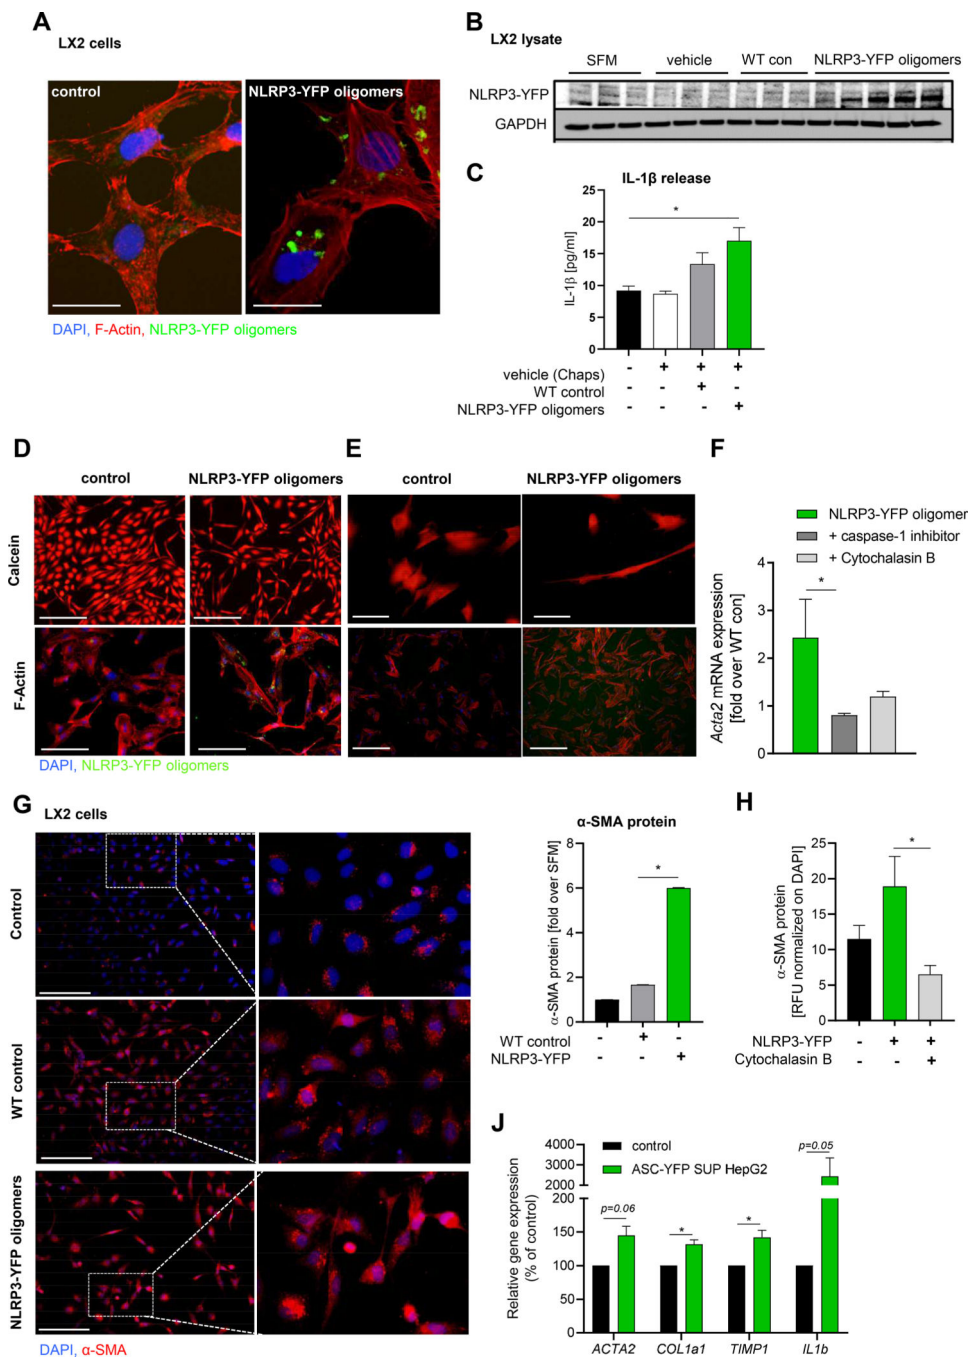 A
LX2 cells
control
NLRP3-YFP oligomers
DAPI, F-Actin, NLRP3-YFP oligomers
B
LX2 lysate
SFM vehicle WT con NLRP3-YFP oligomers
NLRP3-YFP
GAPDH
C
IL-1β release
IL-1β [pg/ml]
25
20
15
10
5
0
vehicle (Chaps) - + + +
WT control - - + -
NLRP3-YFP oligomers - - - +
*
D
control NLRP3-YFP oligomers
Calcein
F-Actin
DAPI, NLRP3-YFP oligomers
E
control NLRP3-YFP oligomers
F
NLRP3-YFP oligomer
+ caspase-1 inhibitor
+ Cytochalasin B
Acta2 mRNA expression
[fold over WT con]
4
3
2
1
0
*
G
LX2 cells
Control
WT control
NLRP3-YFP oligomers
DAPI, α-SMA
α-SMA protein
α-SMA protein [fold over SFM]
8
6
4
2
0
*
WT control - + -
NLRP3-YFP - - +
H
α-SMA protein
[RFU normalized on DAPI]
25
20
15
10
5
0
*
NLRP3-YFP - + +
Cytochalasin B - - +
J
control
ASC-YFP SUP HepG2
Relative gene expression
(% of control)
4000
3000
2000
1000
200
150
100
50
0
p=0.06
*
*
p=0.05
ACTA2 COL1a1 TIMP1 IL1b